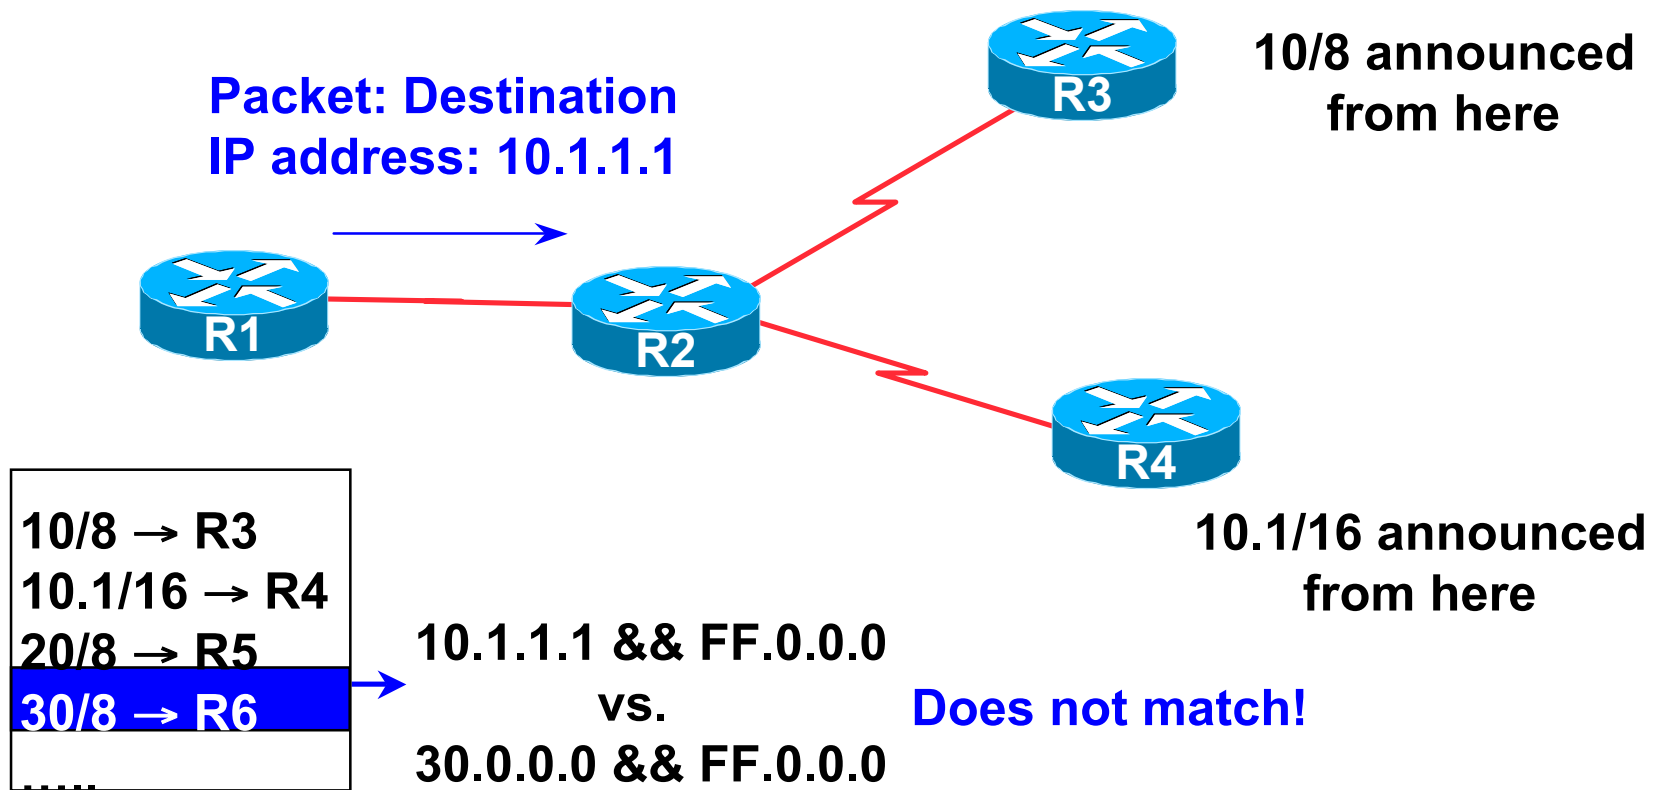 Packet: Destination
IP address: 10.1.1.1
R3
10/8 announced
from here
R1
R2
R4
10.1/16 announced
from here
10/8 → R3
10.1/16 → R4
20/8 → R5
30/8 → R6
.....
10.1.1.1 && FF.0.0.0
vs.
30.0.0.0 && FF.0.0.0
Does not match!